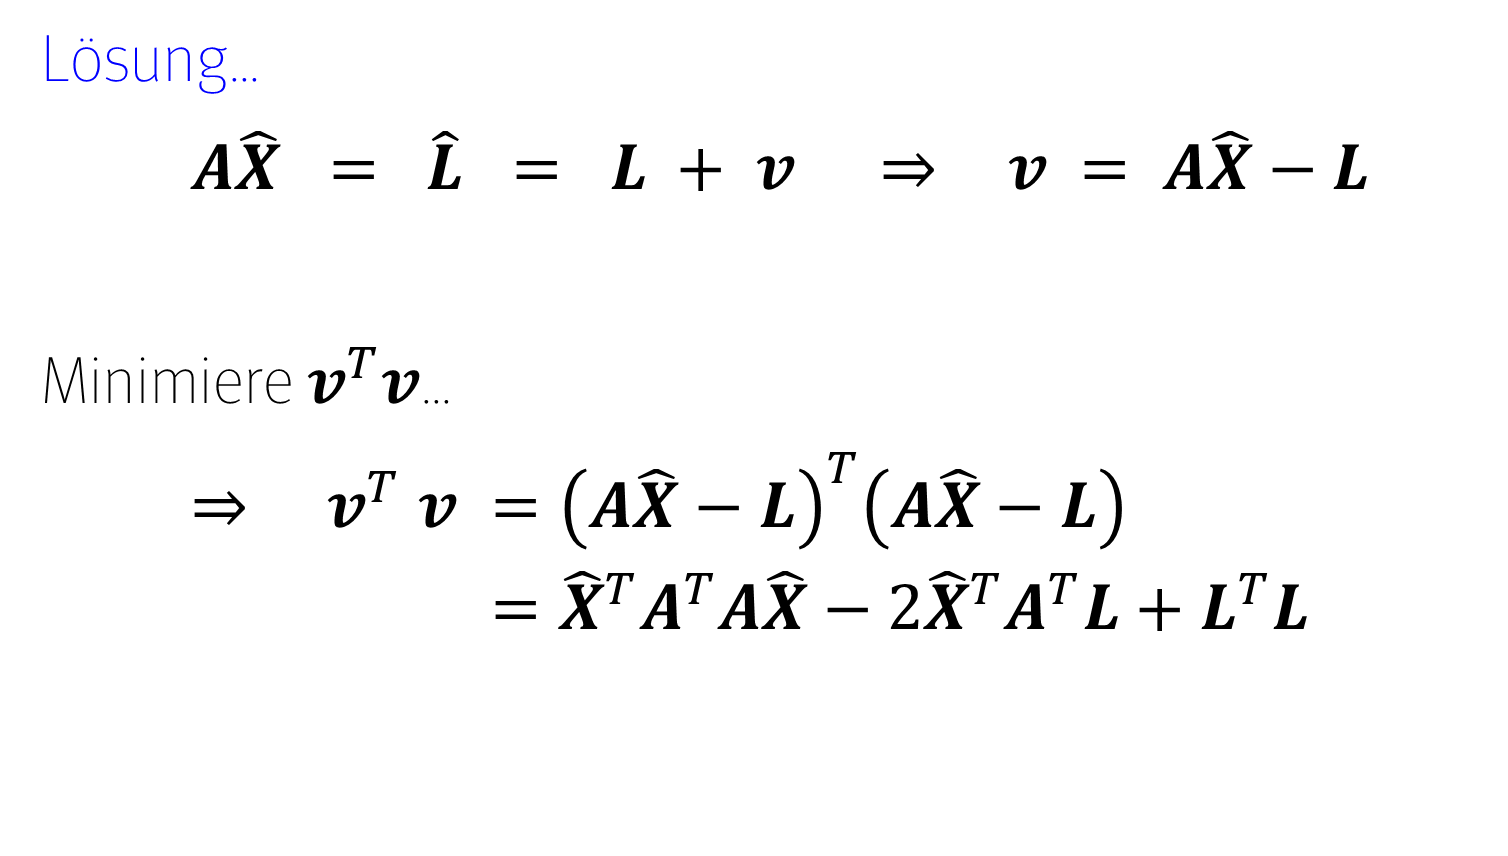 Lösung...
𝑨𝑿̂ = 𝑳̂ = 𝑳 + 𝒗 ⇒ 𝒗 = 𝑨𝑿̂ − 𝑳
Minimiere 𝒗ᵀ𝒗...
⇒ 𝒗ᵀ 𝒗 = (𝑨𝑿̂ − 𝑳)ᵀ(𝑨𝑿̂ − 𝑳)
= 𝑿̂ᵀ𝑨ᵀ𝑨𝑿̂ − 2𝑿̂ᵀ𝑨ᵀ𝑳 + 𝑳ᵀ𝑳